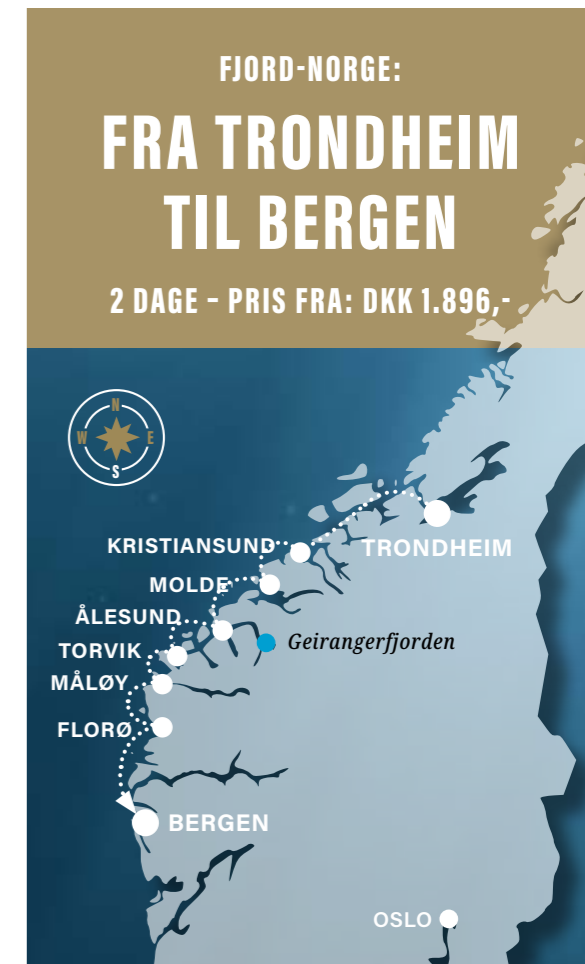 FJORD-NORGE:
FRA TRONDHEIM
TIL BERGEN
2 DAGE – PRIS FRA: DKK 1.896,-
N
W E
S
KRISTIANSUND
TRONDHEIM
MOLDE
ÅLESUND
Geirangerfjorden
TORVIK
MÅLØY
FLORØ
BERGEN
OSLO